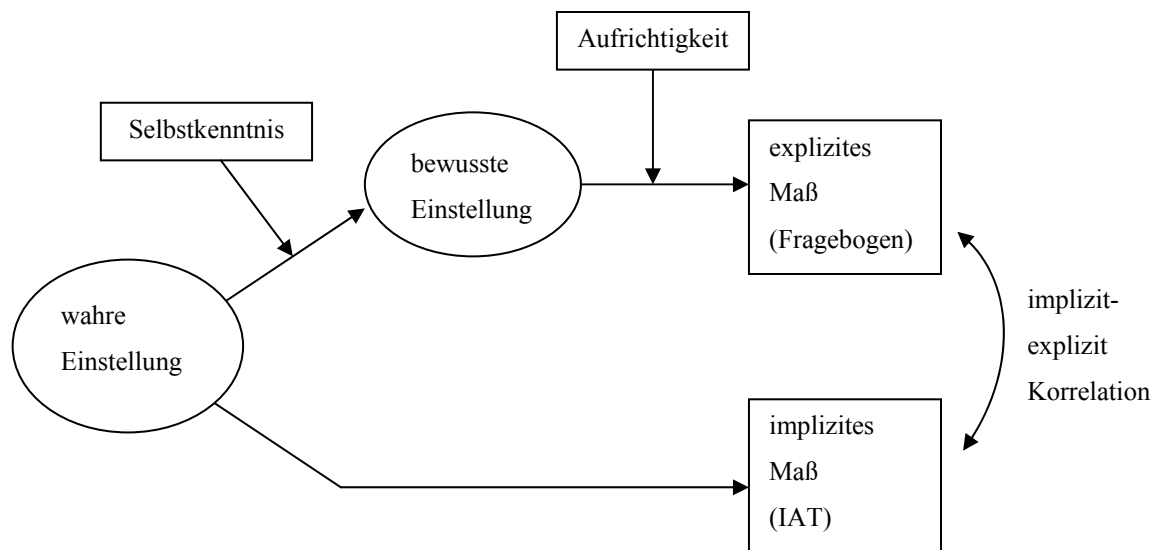 Aufrichtigkeit
Selbstkenntnis
bewusste
Einstellung
explizites
Maß
(Fragebogen)
wahre
Einstellung
implizit-
explizit
Korrelation
implizites
Maß
(IAT)